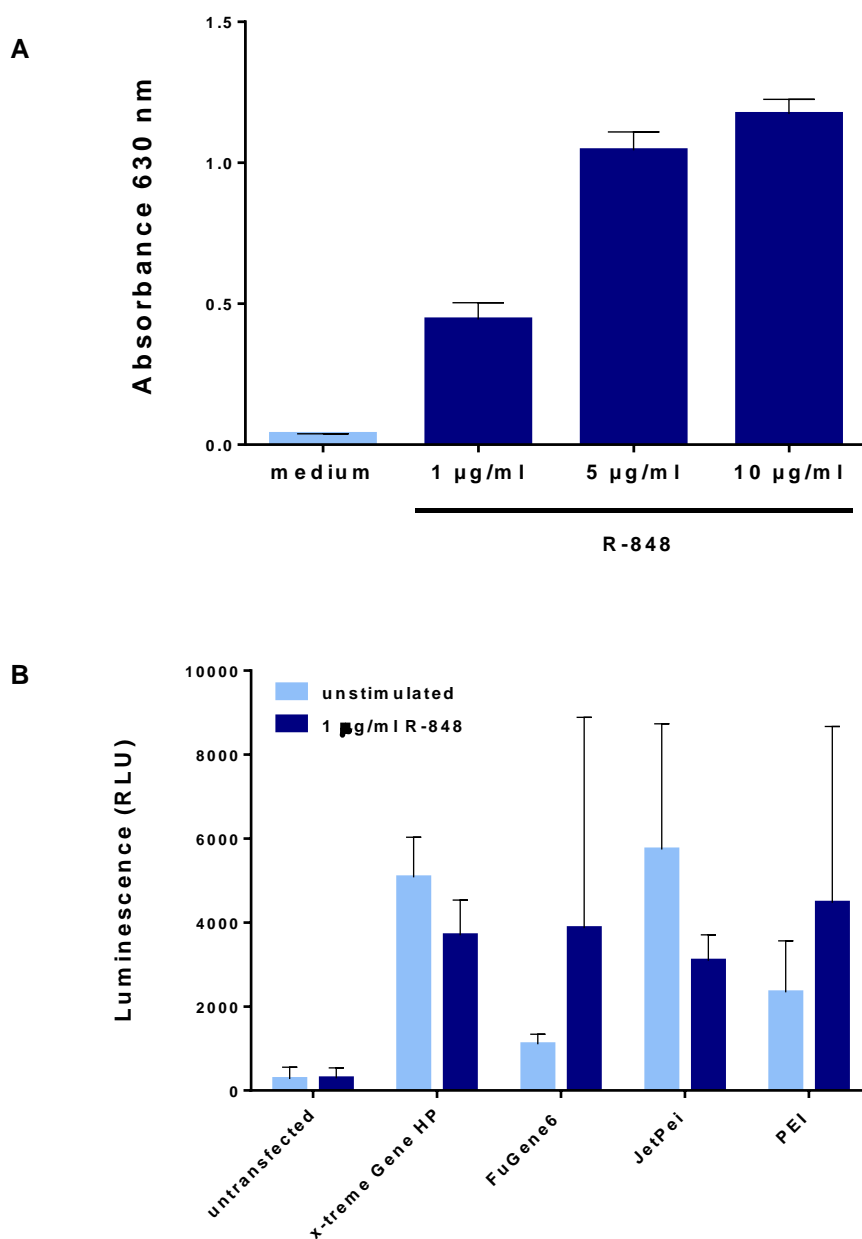 A
Absorbance 630 nm
1.5
1.0
0.5
0.0
medium
1 µg/ml
5 µg/ml
10 µg/ml
R-848
B
Luminescence (RLU)
10000
8000
6000
4000
2000
0
unstimulated
1 µg/ml R-848
untransfected
x-treme Gene HP
FuGene6
JetPei
PEI